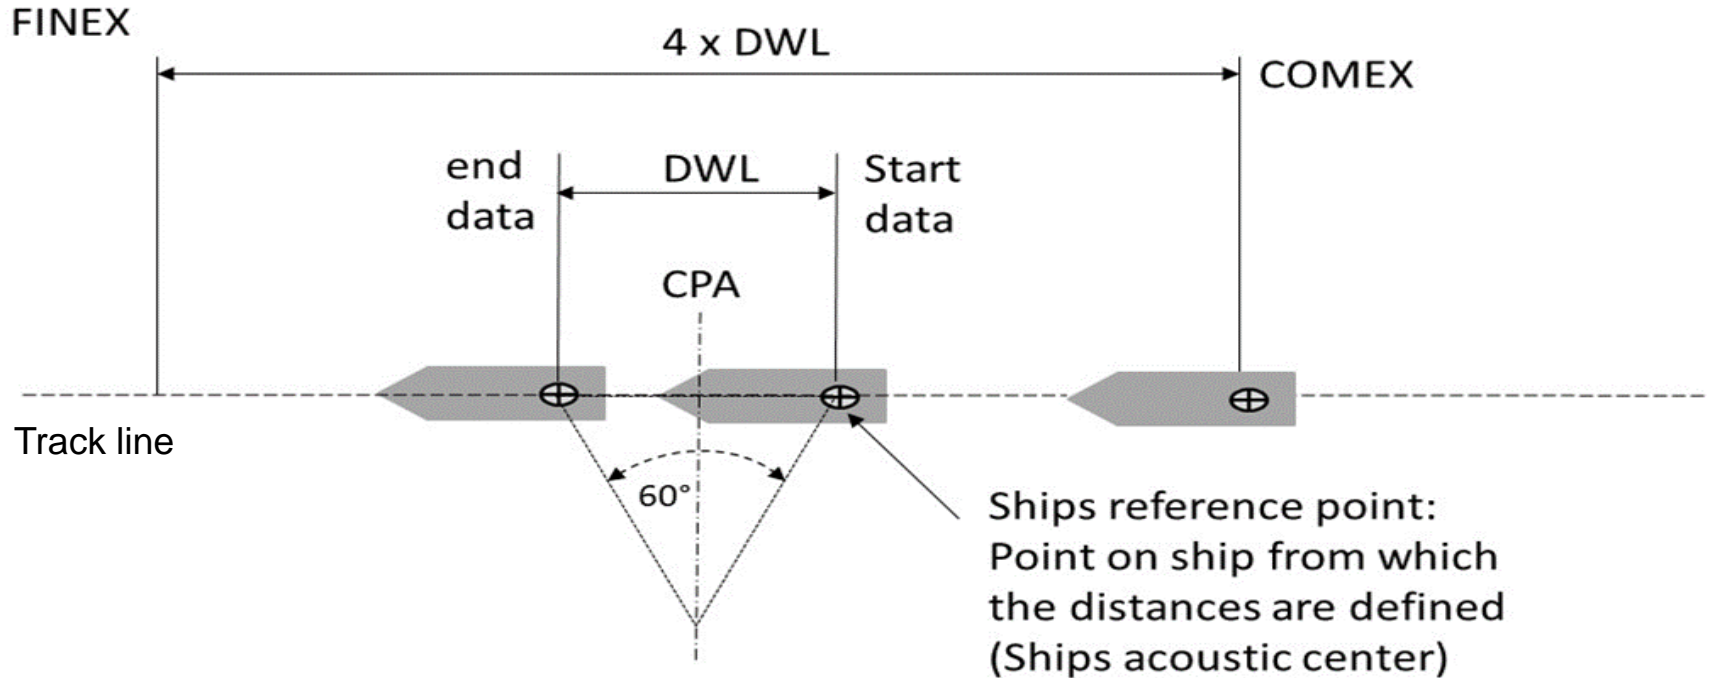 FINEX
4 x DWL
COMEX
end
data
DWL
Start
data
CPA
Track line
60°
Ships reference point:
Point on ship from which
the distances are defined
(Ships acoustic center)